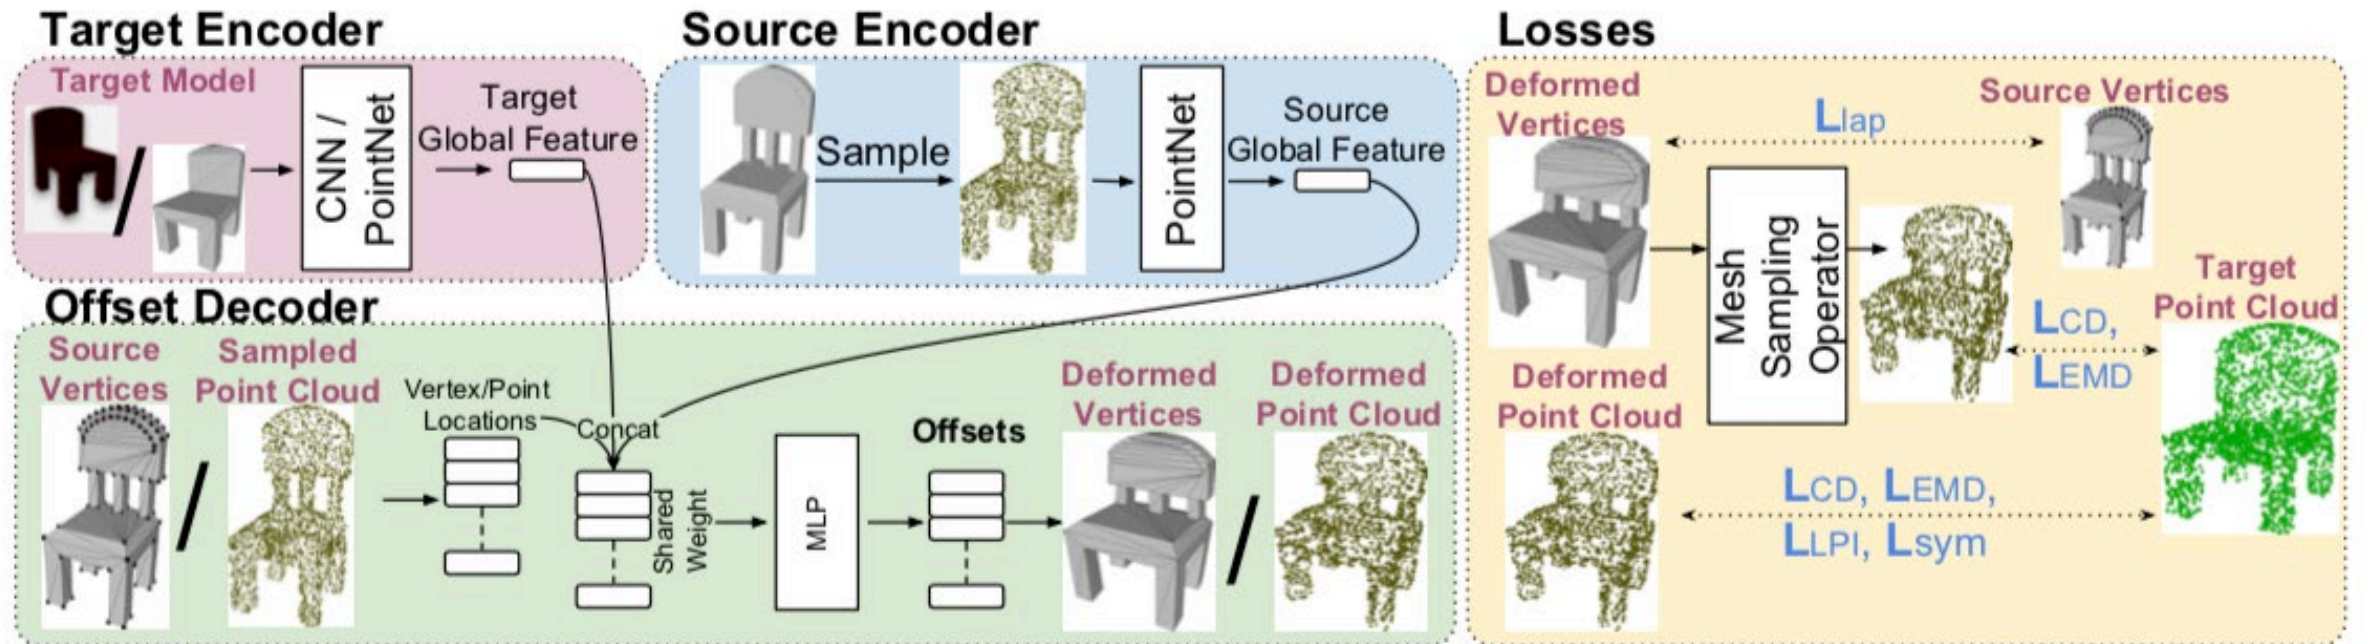 Target Encoder
Target Model
CNN /
PointNet
Target
Global Feature
Source Encoder
Sample
PointNet
Source
Global Feature
Offset Decoder
Source
Vertices
Sampled
Point Cloud
Vertex/Point
Locations
Concat
Shared
Weight
MLP
Offsets
Deformed
Vertices
Deformed
Point Cloud
Losses
Deformed
Vertices
Llap
Source Vertices
Mesh
Sampling
Operator
Target
Point Cloud
LCD,
LEMD
Deformed
Point Cloud
LCD, LEMD,
LLPI, Lsym